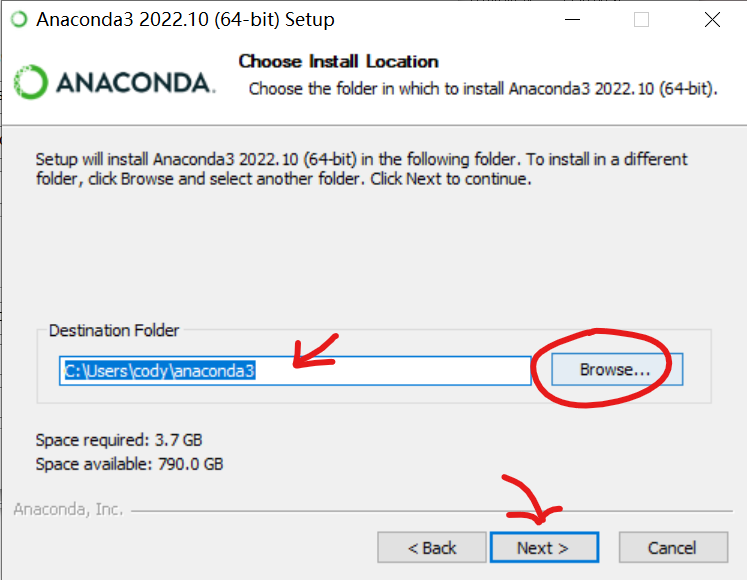 Anaconda3 2022.10 (64-bit) Setup
ANACONDA.
Choose Install Location
Choose the folder in which to install Anaconda3 2022.10 (64-bit).
Setup will install Anaconda3 2022.10 (64-bit) in the following folder. To install in a different
folder, click Browse and select another folder. Click Next to continue.
Destination Folder
C:\Users\cody\anaconda3
Browse...
Space required: 3.7 GB
Space available: 790.0 GB
Anaconda, Inc.
< Back
Next >
Cancel